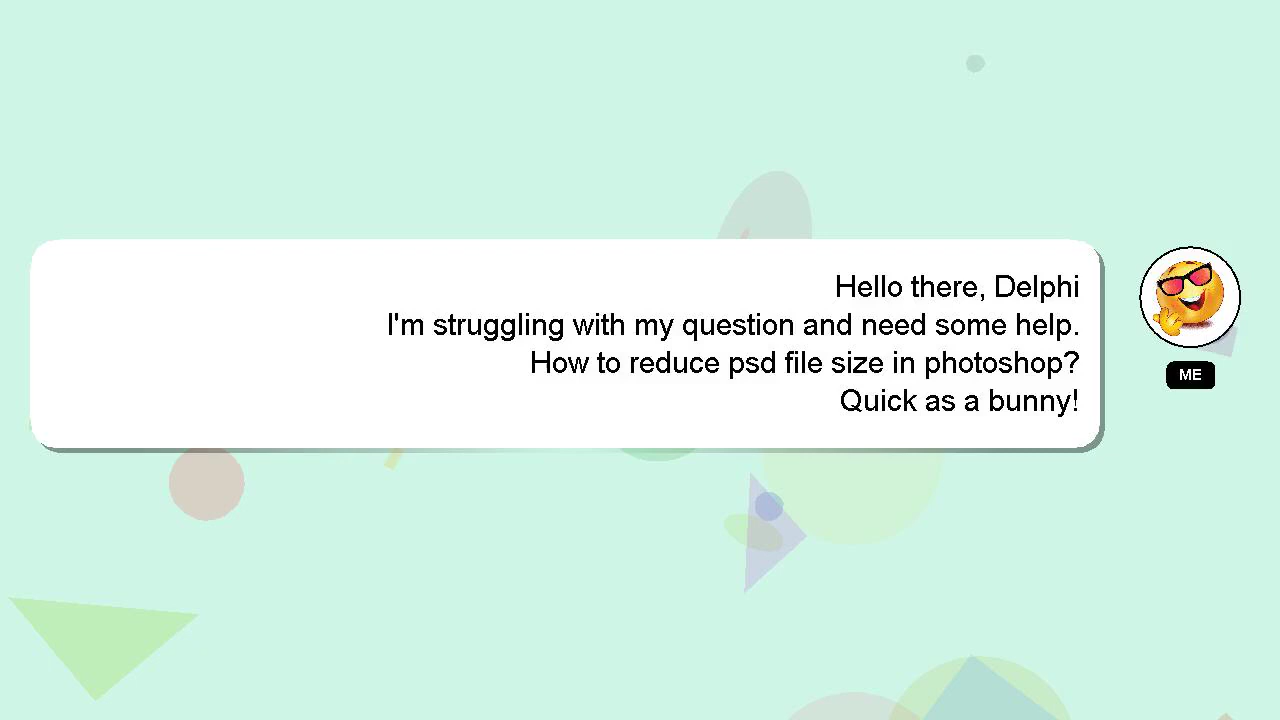 Hello there, Delphi
I'm struggling with my question and need some help.
How to reduce psd file size in photoshop?
Quick as a bunny!
ME